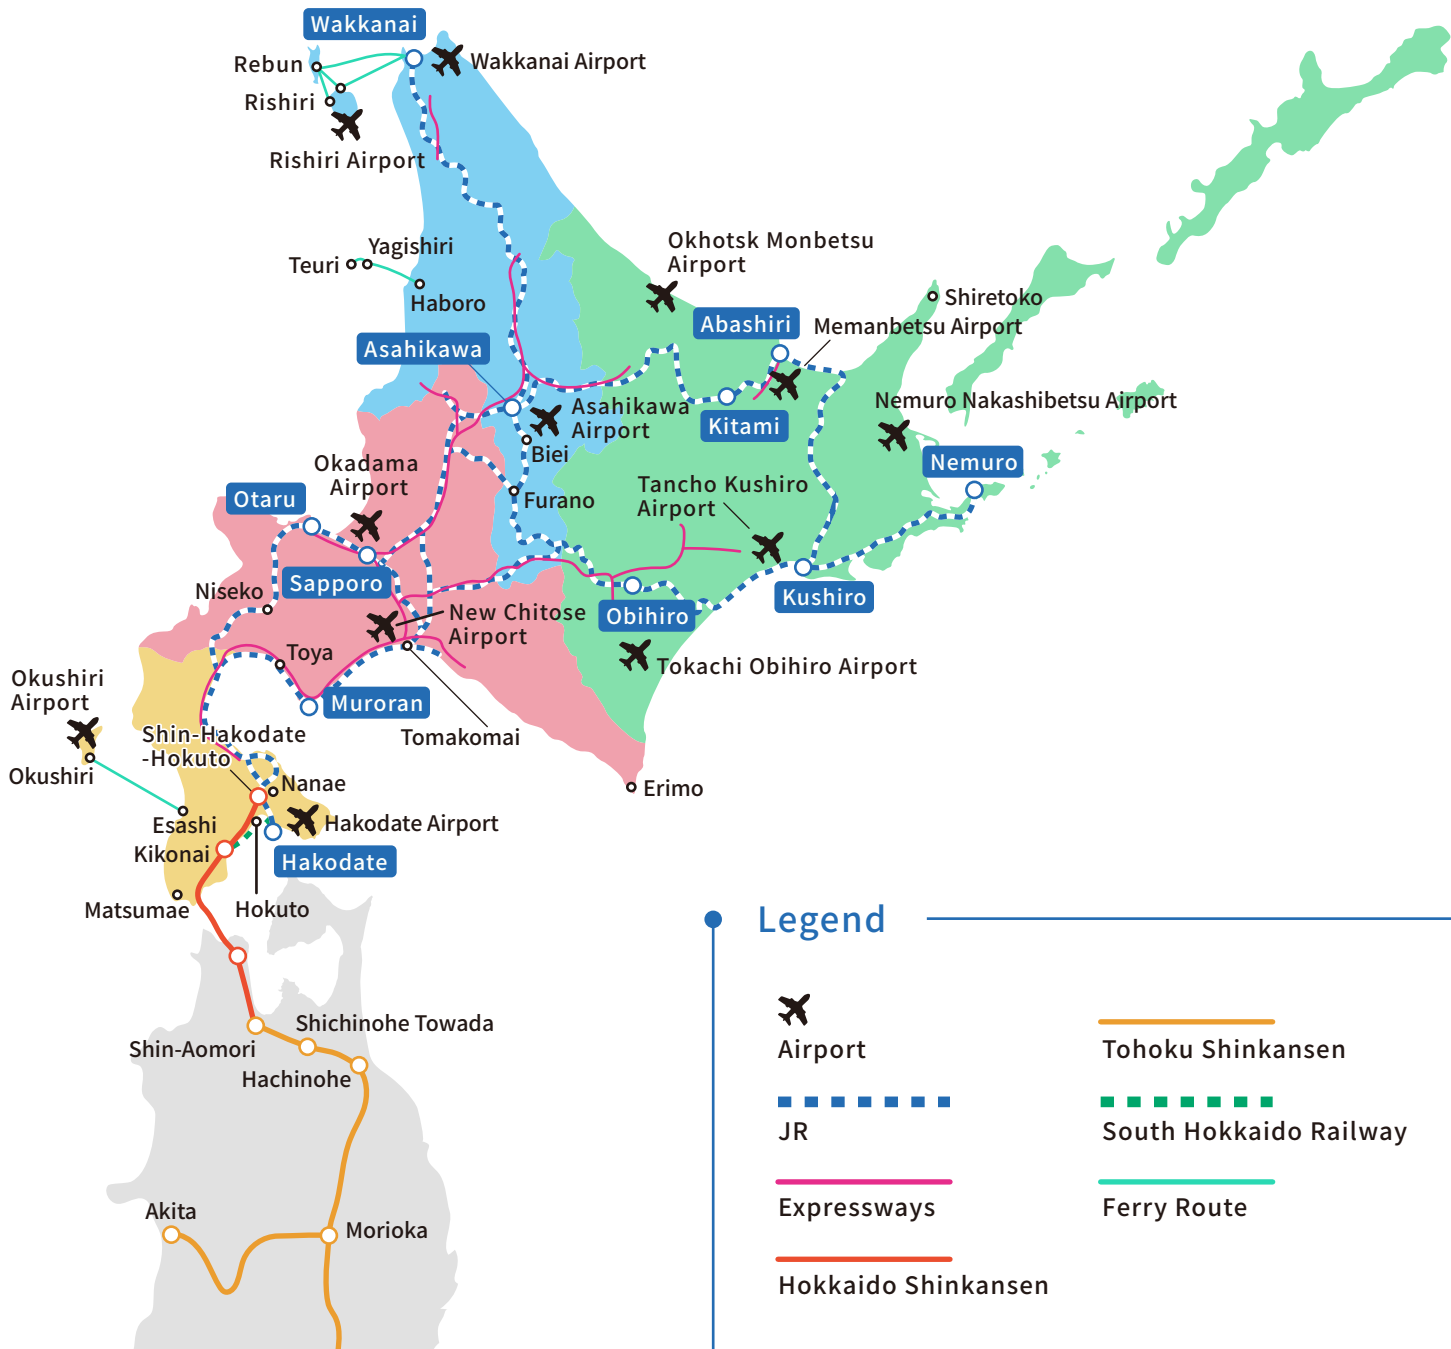 Wakkanai
Rebun
Wakkanai Airport
Rishiri
Rishiri Airport
Okhotsk Monbetsu
Airport
Yagishiri
Teuri
Haboro
Shiretoko
Abashiri
Memanbetsu Airport
Asahikawa
Asahikawa
Airport
Kitami
Nemuro Nakashibetsu Airport
Biei
Okadama
Airport
Nemuro
Otaru
Furano
Tancho Kushiro
Airport
Sapporo
Niseko
Kushiro
New Chitose
Airport
Obihiro
Toya
Tokachi Obihiro Airport
Okushiri
Airport
Muroran
Shin-Hakodate
-Hokuto
Tomakomai
Okushiri
Nanae
Erimo
Esashi
Hakodate Airport
Kikonai
Hakodate
Matsumae
Hokuto
Legend
Shichinohe Towada
Shin-Aomori
Hachinohe
Airport
Tohoku Shinkansen
JR
South Hokkaido Railway
Akita
Morioka
Expressways
Ferry Route
Hokkaido Shinkansen